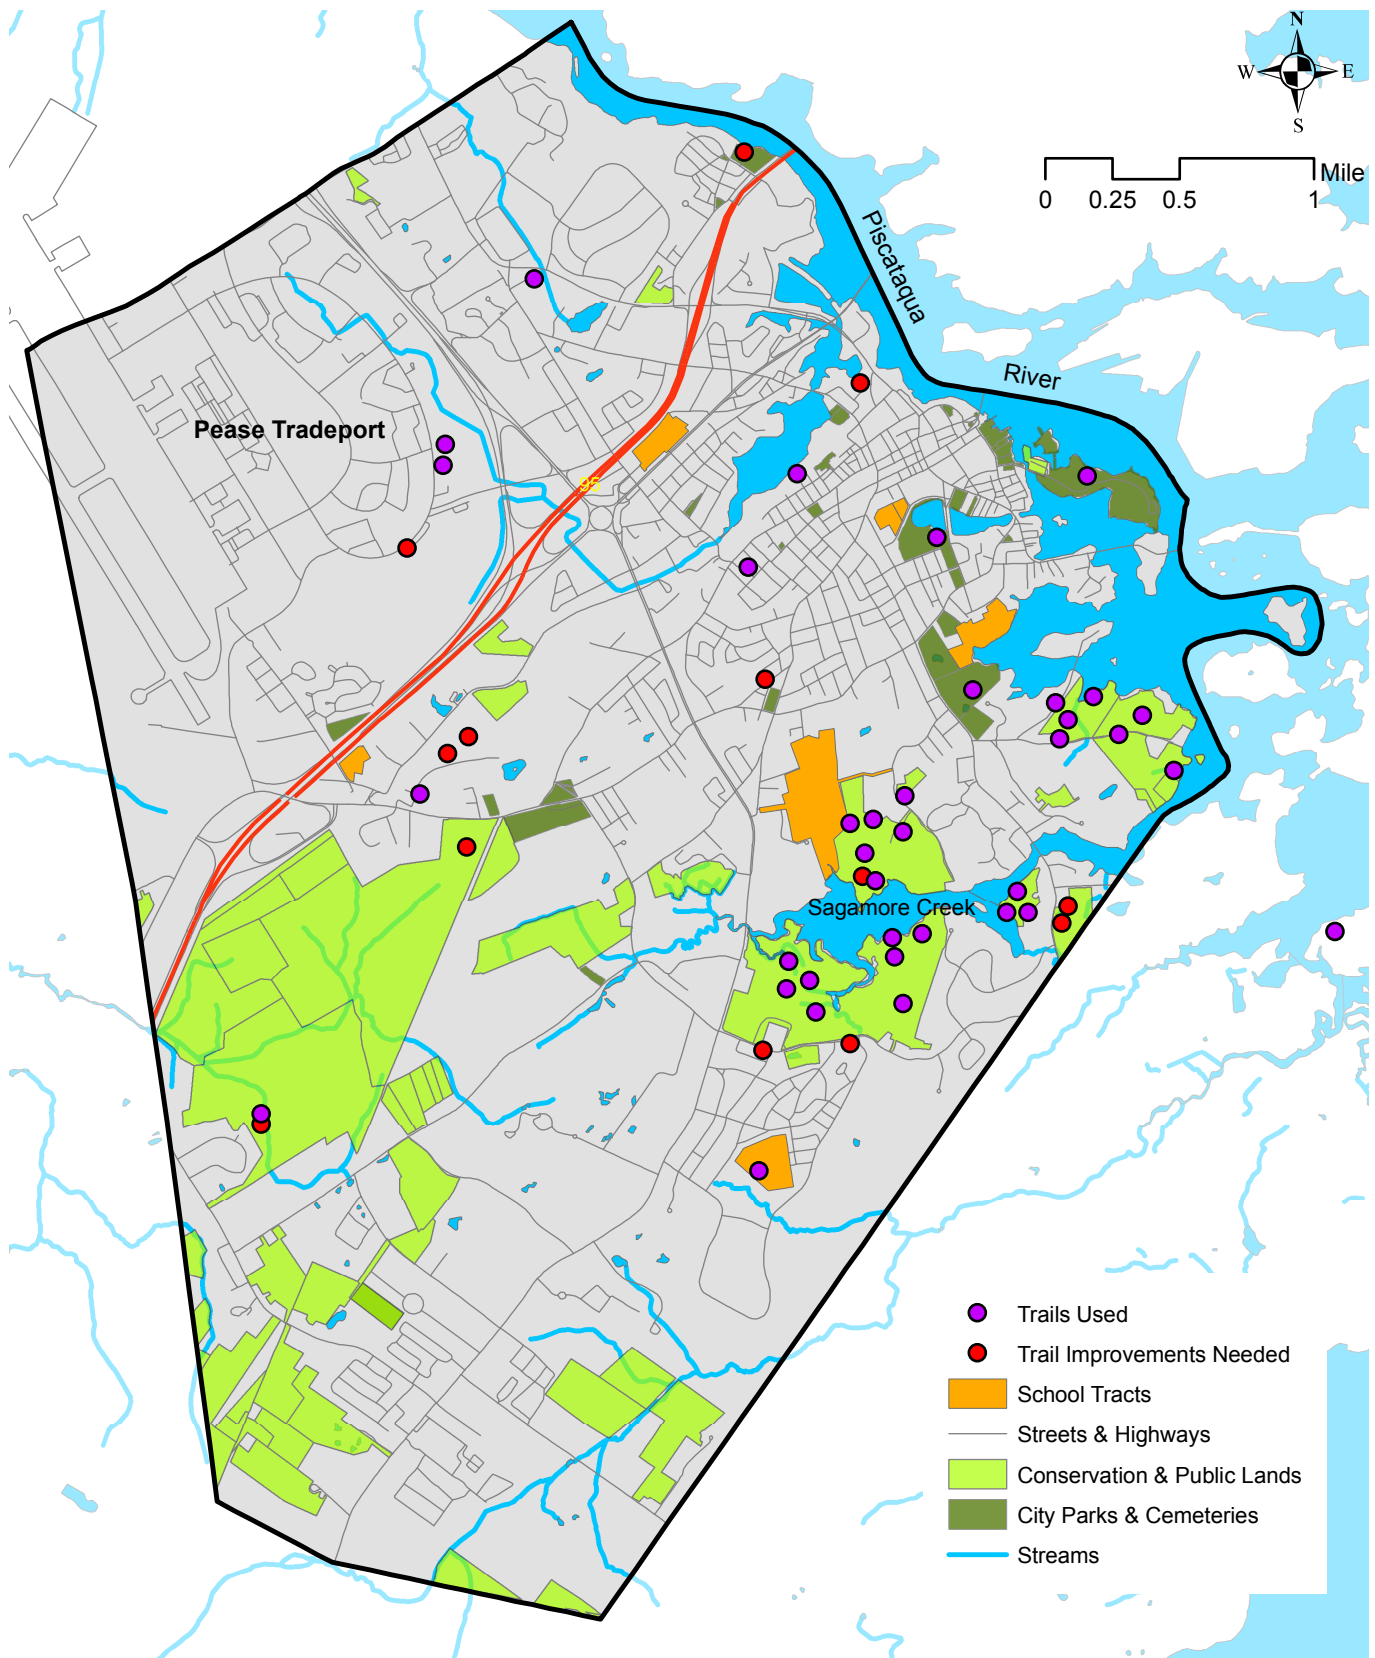 N
W E
S
Mile
0 0.25 0.5 1
Piscataqua
River
Pease Tradeport
95
Sagamore Creek
Trails Used
Trail Improvements Needed
School Tracts
Streets & Highways
Conservation & Public Lands
City Parks & Cemeteries
Streams